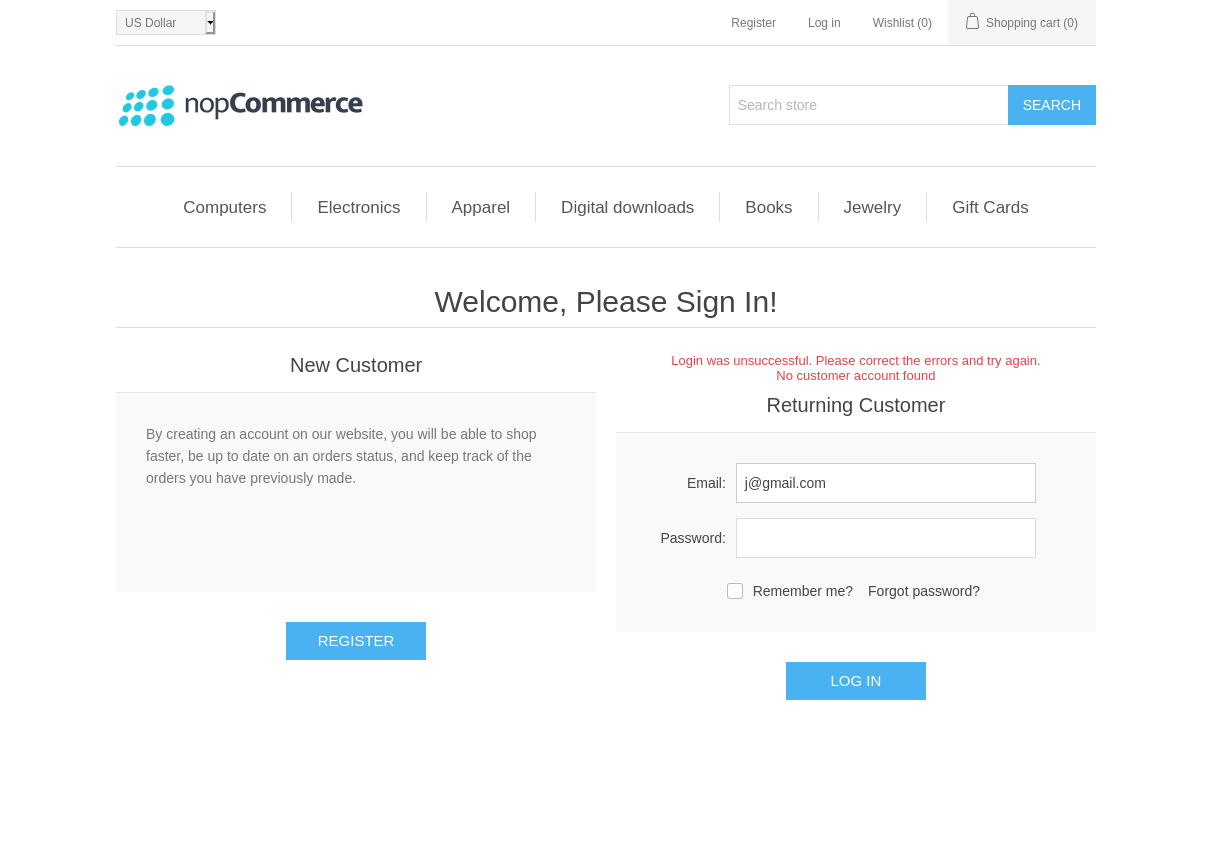 US Dollar
Register
Log in
Wishlist (0)
Shopping cart (0)
nopCommerce
Search store
SEARCH
Computers
Electronics
Apparel
Digital downloads
Books
Jewelry
Gift Cards
Welcome, Please Sign In!
New Customer
By creating an account on our website, you will be able to shop
faster, be up to date on an orders status, and keep track of the
orders you have previously made.
REGISTER
Login was unsuccessful. Please correct the errors and try again.
No customer account found
Returning Customer
Email:
j@gmail.com
Password:
Remember me?
Forgot password?
LOG IN